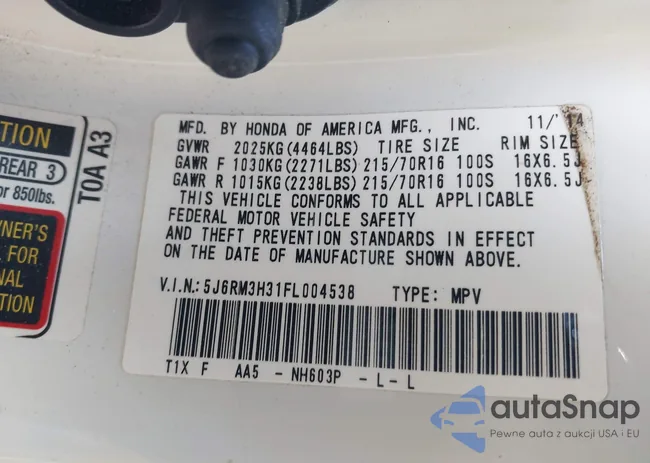 TION
REAR 3
or 850lbs.
NER'S
FOR
NAL
TION
TOA A3
MFD. BY HONDA OF AMERICA MFG., INC. 11/'14
GVWR 2025KG(4464LBS) TIRE SIZE RIM SIZE
GAWR F 1030KG(2271LBS) 215/70R16 100S 16X6.5J
GAWR R 1015KG(2238LBS) 215/70R16 100S 16X6.5J
THIS VEHICLE CONFORMS TO ALL APPLICABLE
FEDERAL MOTOR VEHICLE SAFETY
AND THEFT PREVENTION STANDARDS IN EFFECT
ON THE DATE OF MANUFACTURE SHOWN ABOVE.
V.I.N.:5J6RM3H31FL004538 TYPE: MPV
T1X F AA5 - NH603P - L - L
autaSnap
Pewne auta z aukcji USA i EU